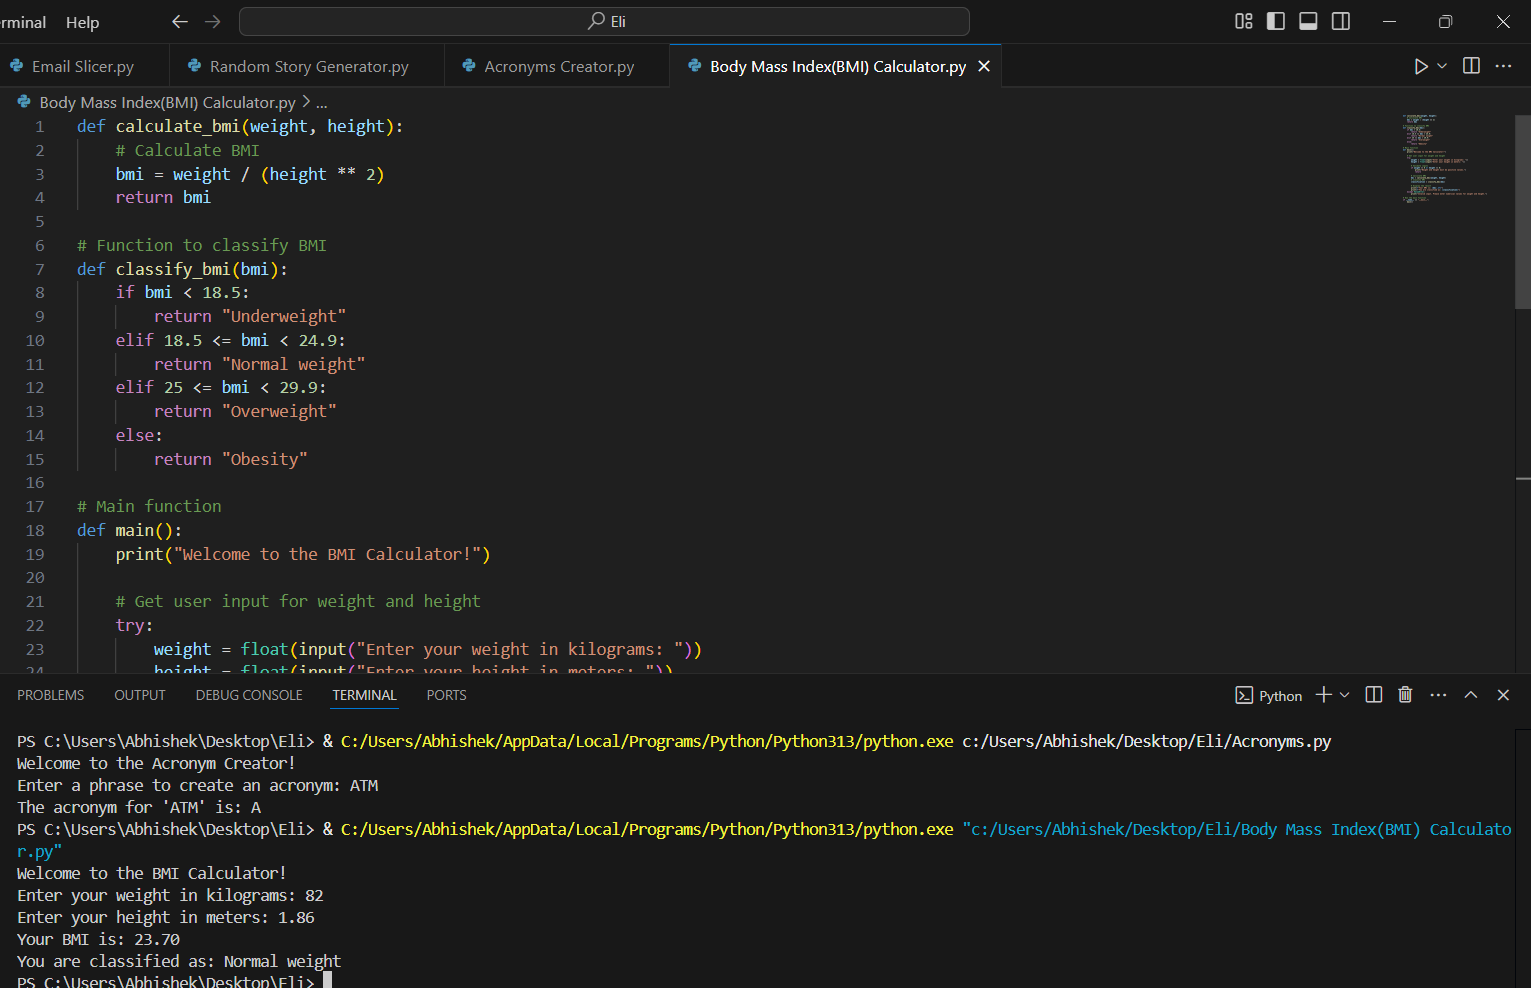 rminal Help Eli
Email Slicer.py Random Story Generator.py Acronyms Creator.py Body Mass Index(BMI) Calculator.py
Body Mass Index(BMI) Calculator.py > ...
1 def calculate_bmi(weight, height):
2     # Calculate BMI
3     bmi = weight / (height ** 2)
4     return bmi
5
6 # Function to classify BMI
7 def classify_bmi(bmi):
8     if bmi < 18.5:
9         return "Underweight"
10     elif 18.5 <= bmi < 24.9:
11         return "Normal weight"
12     elif 25 <= bmi < 29.9:
13         return "Overweight"
14     else:
15         return "Obesity"
16
17 # Main function
18 def main():
19     print("Welcome to the BMI Calculator!")
20
21     # Get user input for weight and height
22     try:
23         weight = float(input("Enter your weight in kilograms: "))
24         height = float(input("Enter your height in meters: "))
PROBLEMS OUTPUT DEBUG CONSOLE TERMINAL PORTS Python
PS C:\Users\Abhishek\Desktop\Eli> & C:/Users/Abhishek/AppData/Local/Programs/Python/Python313/python.exe c:/Users/Abhishek/Desktop/Eli/Acronyms.py
Welcome to the Acronym Creator!
Enter a phrase to create an acronym: ATM
The acronym for 'ATM' is: A
PS C:\Users\Abhishek\Desktop\Eli> & C:/Users/Abhishek/AppData/Local/Programs/Python/Python313/python.exe "c:/Users/Abhishek/Desktop/Eli/Body Mass Index(BMI) Calculato
r.py"
Welcome to the BMI Calculator!
Enter your weight in kilograms: 82
Enter your height in meters: 1.86
Your BMI is: 23.70
You are classified as: Normal weight
PS C:\Users\Abhishek\Desktop\Eli>